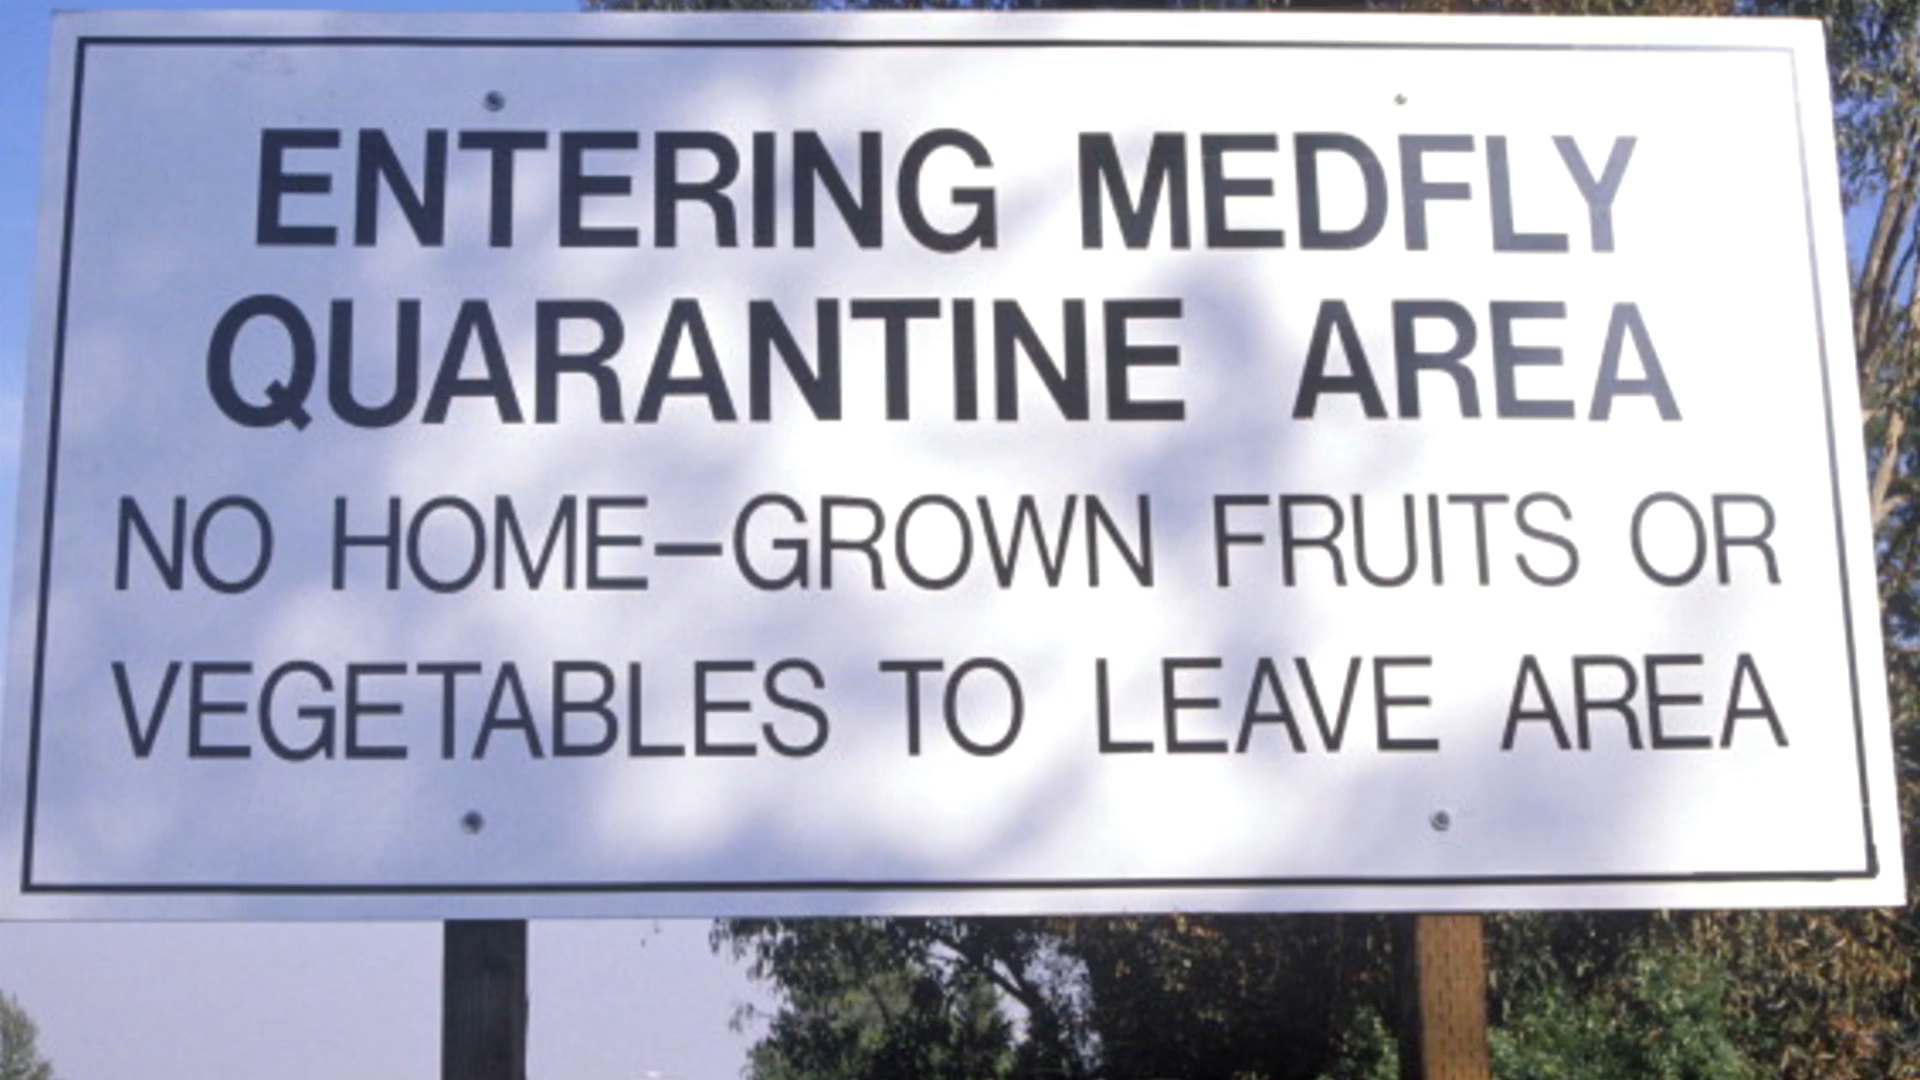 ENTERING MEDFLY
QUARANTINE AREA
NO HOME-GROWN FRUITS OR
VEGETABLES TO LEAVE AREA